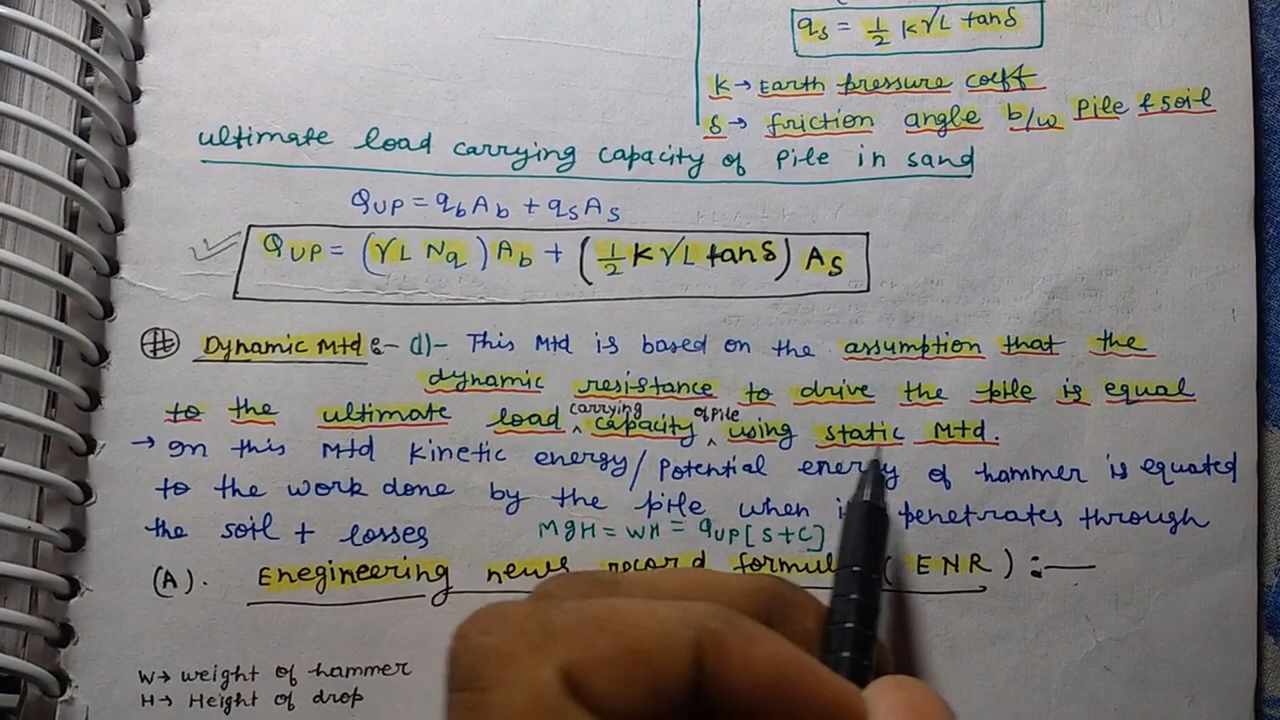 qs = 1/2 KγL tanδ
K → Earth pressure coeff
δ → friction angle b/w Pile & soil
ultimate load carrying capacity of Pile in sand
QUP = qbAb + qsAs
QUP = (γL Nq) Ab + (1/2 KγL tanδ) As
# Dynamic Mtd :- d)- This Mtd is based on the assumption that the
dynamic resistance to drive the pile is equal
to the ultimate load carrying capacity of Pile using static Mtd.
→ In this Mtd kinetic energy/Potential energy of hammer is equated
to the work done by the pile when penetrates through
the soil + losses MgH = WH = QUP[S+C]
(A). Enegineering news record formul (ENR) :—
W → weight of hammer
H → Height of drop